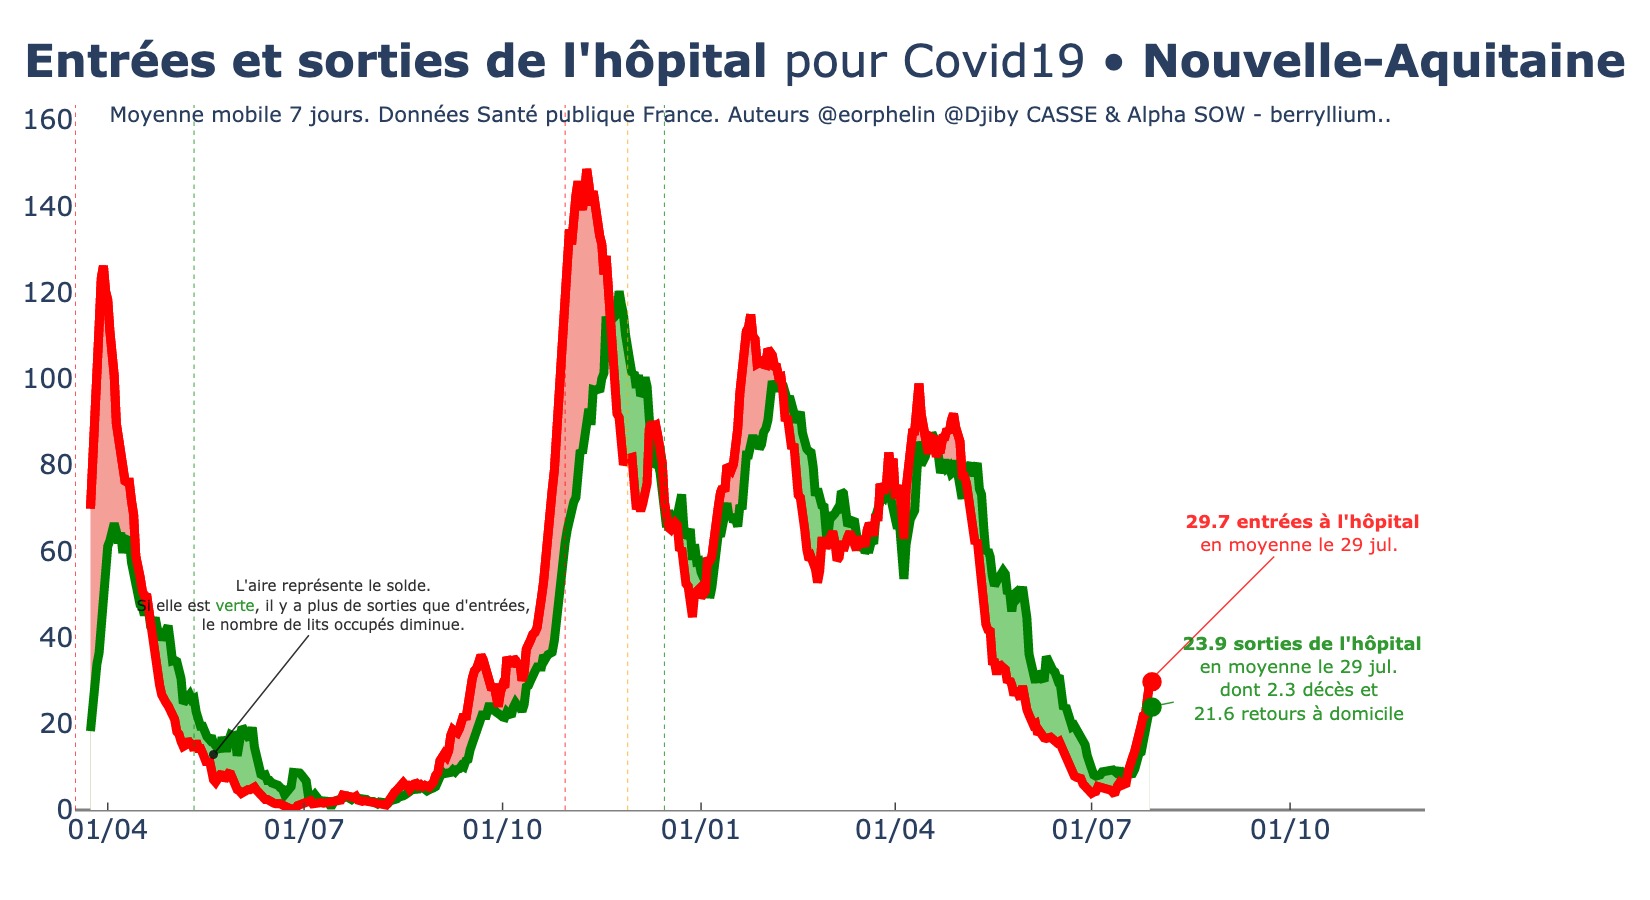 Entrées et sorties de l'hôpital pour Covid19 • Nouvelle-Aquitaine
Moyenne mobile 7 jours. Données Santé publique France. Auteurs @eorphelin @Djiby CASSE & Alpha SOW - berryllium..
160
140
120
100
80
60
40
20
0
L'aire représente le solde.
Si elle est verte, il y a plus de sorties que d'entrées,
le nombre de lits occupés diminue.
29.7 entrées à l'hôpital
en moyenne le 29 jul.
23.9 sorties de l'hôpital
en moyenne le 29 jul.
dont 2.3 décès et
21.6 retours à domicile
01/04 01/07 01/10 01/01 01/04 01/07 01/10